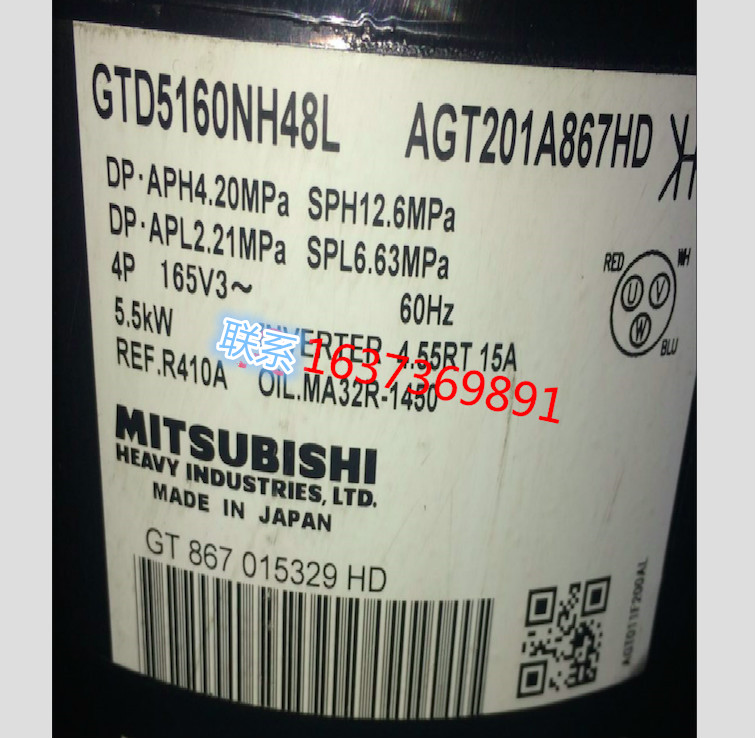 GTD5160NH48L AGT201A867HD
DP·APH4.20MPa SPH12.6MPa
DP·APL2.21MPa SPL6.63MPa
4P 165V3~ 60Hz
5.5kW INVERTER 4.55RT 15A
REF.R410A OIL.MA32R-1450
联系 1637369891
RED WH
U V
W
BLU
MITSUBISHI
HEAVY INDUSTRIES, LTD.
MADE IN JAPAN
GT 867 015329 HD
AGT011F200AL